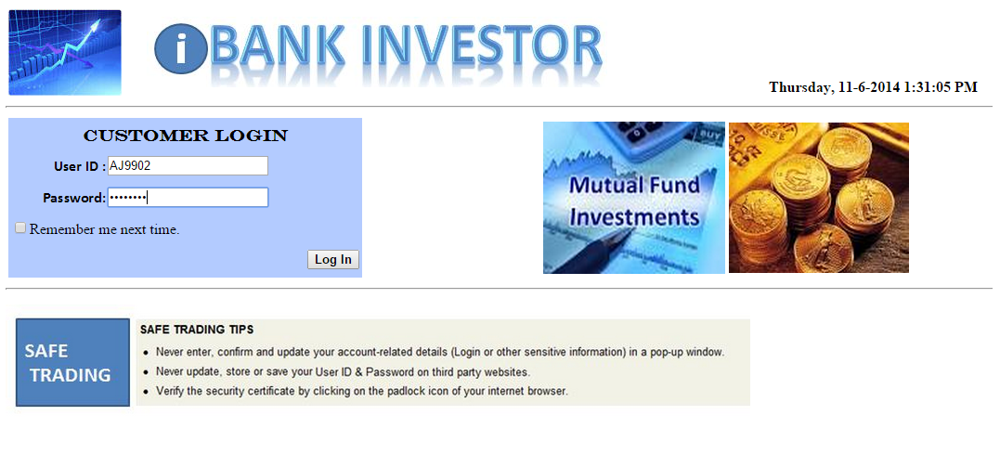 i BANK INVESTOR
Thursday, 11-6-2014 1:31:05 PM
CUSTOMER LOGIN
User ID : AJ9902
Password: ••••••••
Remember me next time.
Log In
BUY
Mutual Fund
Investments
SAFE
TRADING
SAFE TRADING TIPS
• Never enter, confirm and update your account-related details (Login or other sensitive information) in a pop-up window.
• Never update, store or save your User ID & Password on third party websites.
• Verify the security certificate by clicking on the padlock icon of your internet browser.